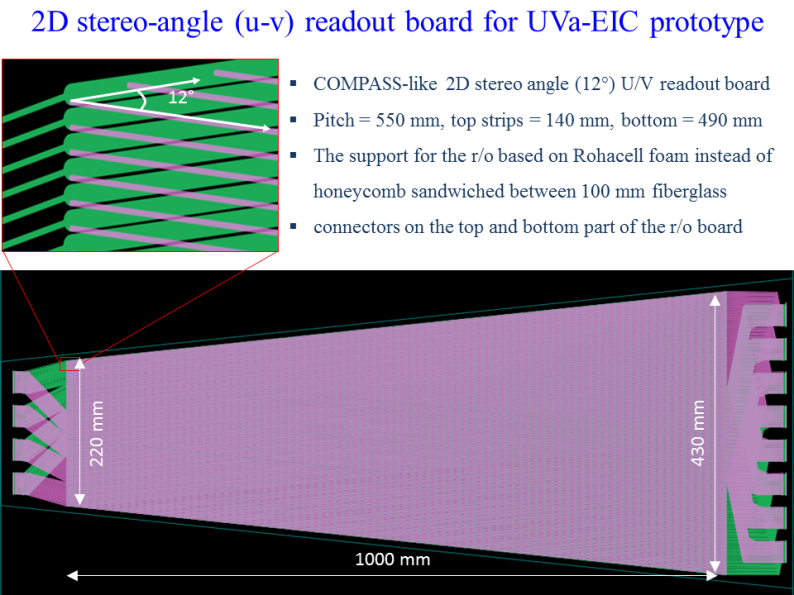 2D stereo-angle (u-v) readout board for UVa-EIC prototype
12°
▪ COMPASS-like 2D stereo angle (12°) U/V readout board
▪ Pitch = 550 mm, top strips = 140 mm, bottom = 490 mm
▪ The support for the r/o based on Rohacell foam instead of
honeycomb sandwiched between 100 mm fiberglass
▪ connectors on the top and bottom part of the r/o board
220 mm
430 mm
1000 mm